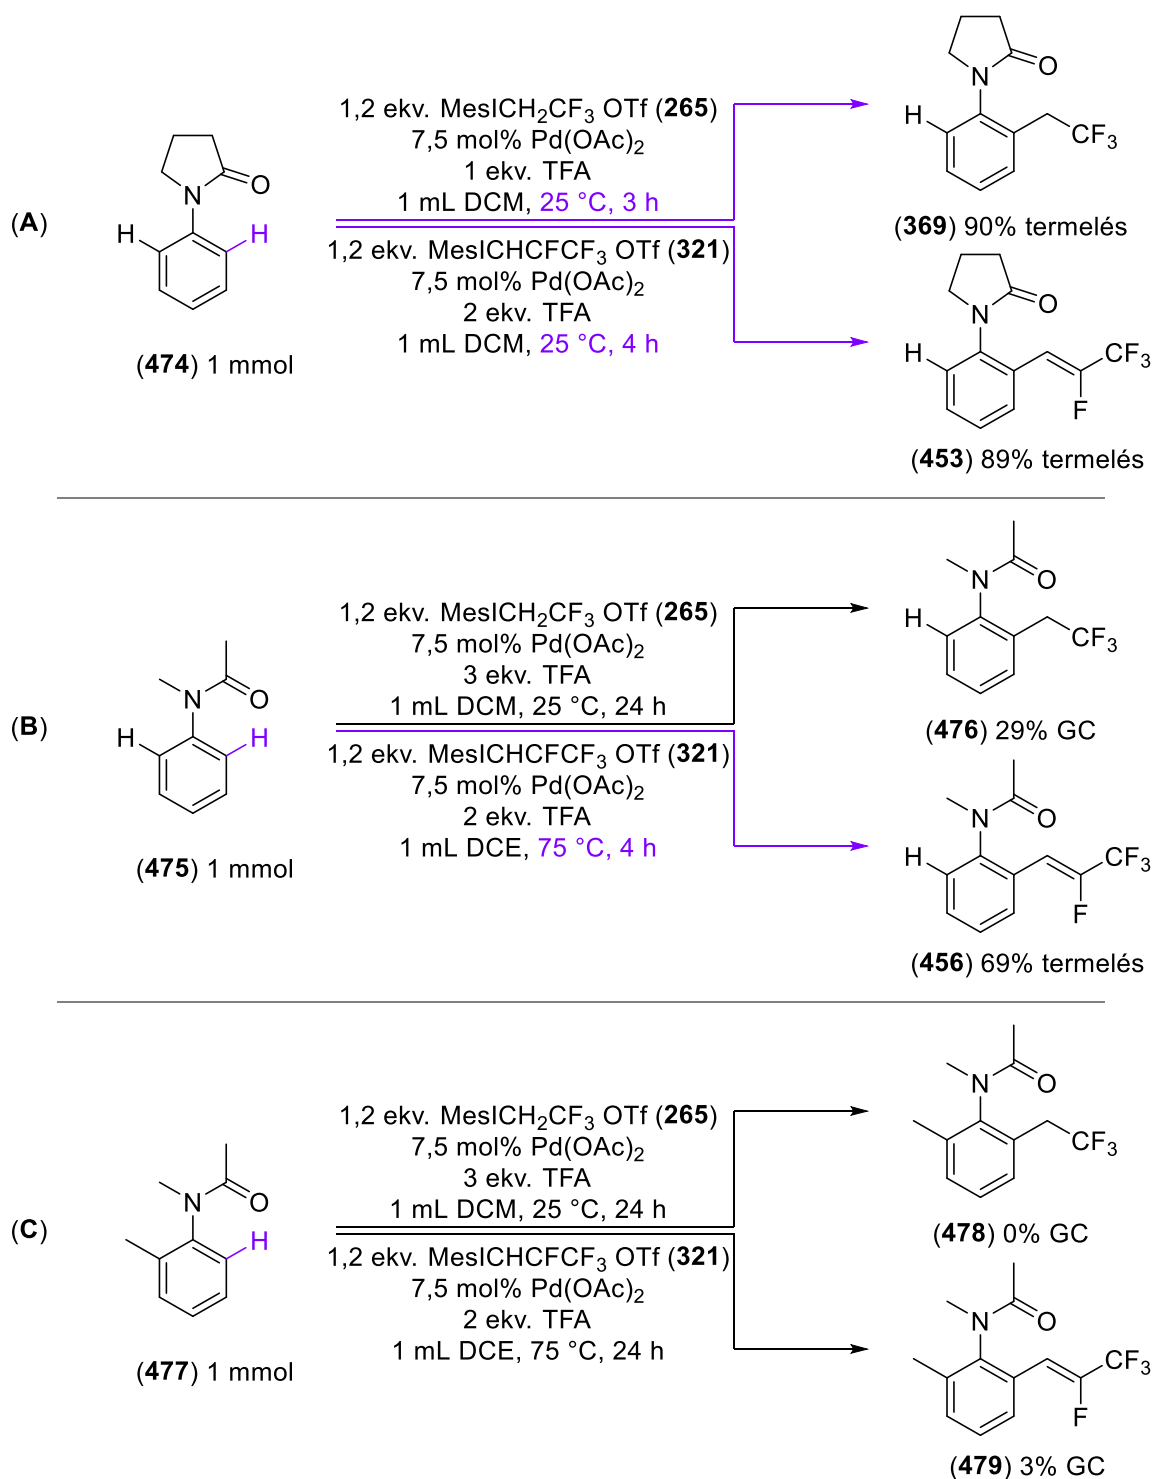 (A)
O
N
H
H
(474) 1 mmol
1,2 ekv. MesICH₂CF₃ OTf (265)
7,5 mol% Pd(OAc)₂
1 ekv. TFA
1 mL DCM, 25 °C, 3 h
1,2 ekv. MesICHCFCF₃ OTf (321)
7,5 mol% Pd(OAc)₂
2 ekv. TFA
1 mL DCM, 25 °C, 4 h
O
N
H
CF₃
(369) 90% termelés
O
N
H
CF₃
F
(453) 89% termelés
(B)
N
O
H
H
(475) 1 mmol
1,2 ekv. MesICH₂CF₃ OTf (265)
7,5 mol% Pd(OAc)₂
3 ekv. TFA
1 mL DCM, 25 °C, 24 h
1,2 ekv. MesICHCFCF₃ OTf (321)
7,5 mol% Pd(OAc)₂
2 ekv. TFA
1 mL DCE, 75 °C, 4 h
N
O
H
CF₃
(476) 29% GC
N
O
H
CF₃
F
(456) 69% termelés
(C)
N
O
H
(477) 1 mmol
1,2 ekv. MesICH₂CF₃ OTf (265)
7,5 mol% Pd(OAc)₂
3 ekv. TFA
1 mL DCM, 25 °C, 24 h
1,2 ekv. MesICHCFCF₃ OTf (321)
7,5 mol% Pd(OAc)₂
2 ekv. TFA
1 mL DCE, 75 °C, 24 h
N
O
CF₃
(478) 0% GC
N
O
CF₃
F
(479) 3% GC